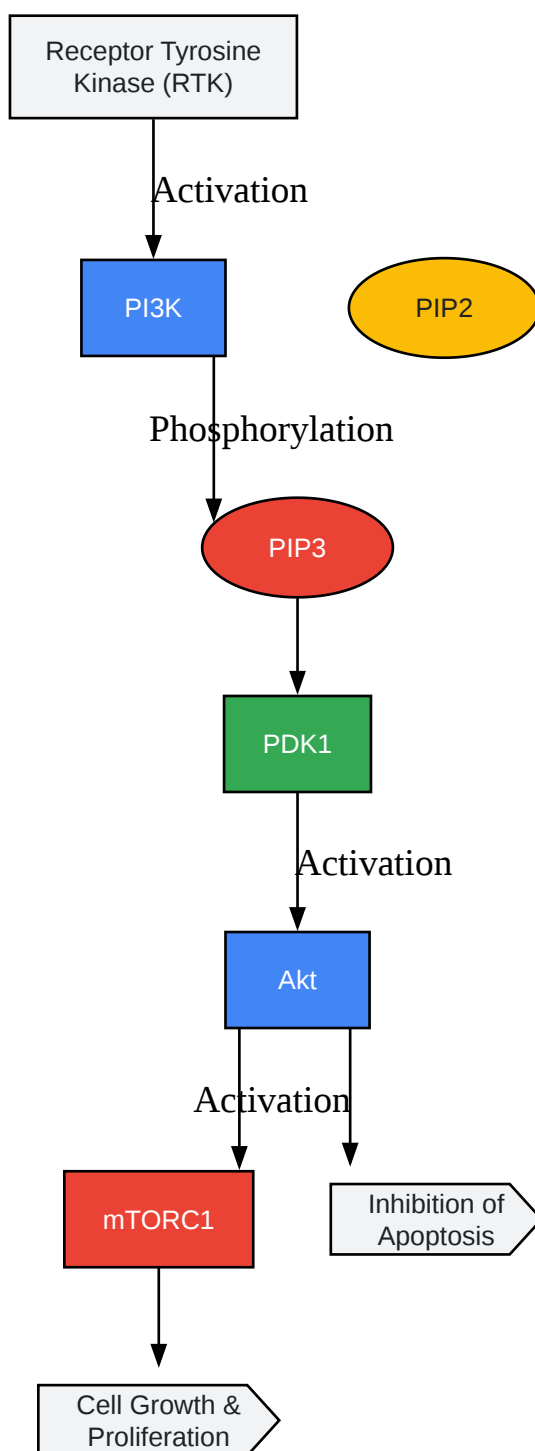 Receptor Tyrosine
Kinase (RTK)
Activation
PI3K
PIP2
Phosphorylation
PIP3
PDK1
Activation
Akt
Activation
mTORC1
Inhibition of
Apoptosis
Cell Growth &
Proliferation